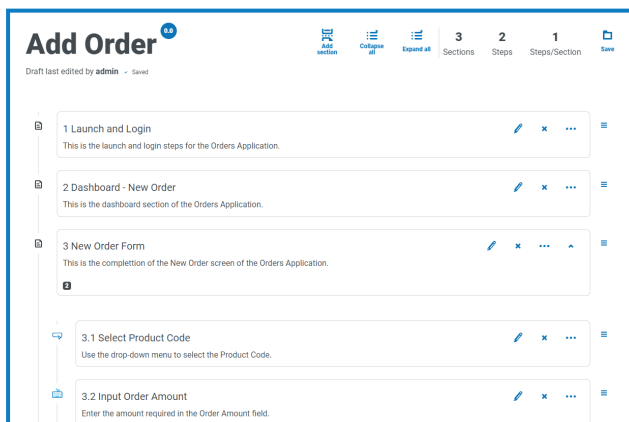 Add Order 0.0
Add section
Collapse all
Expand all
3 Sections
2 Steps
1 Steps/Section
Save
Draft last edited by admin ✓ Saved
1 Launch and Login
This is the launch and login steps for the Orders Application.
2 Dashboard - New Order
This is the dashboard section of the Orders Application.
3 New Order Form
This is the complettion of the New Order screen of the Orders Application.
2
3.1 Select Product Code
Use the drop-down menu to select the Product Code.
3.2 Input Order Amount
Enter the amount required in the Order Amount field.